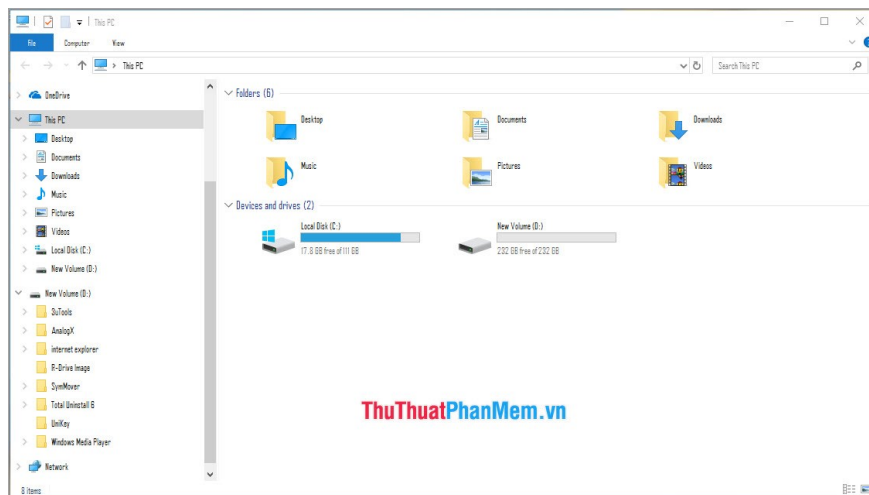 This PC
File Computer View
This PC Search This PC
OneDrive
This PC
Desktop
Documents
Downloads
Music
Pictures
Videos
Local Disk (C:)
New Volume (D:)
New Volume (D:)
3uTools
AnalogX
internet explorer
R-Drive Image
SymMover
Total Uninstall 6
UniKey
Windows Media Player
Network
Folders (6)
Desktop Documents Downloads
Music Pictures Videos
Devices and drives (2)
Local Disk (C:) New Volume (D:)
17.8 GB free of 111 GB 232 GB free of 232 GB
ThuThuatPhanMem.vn
8 items